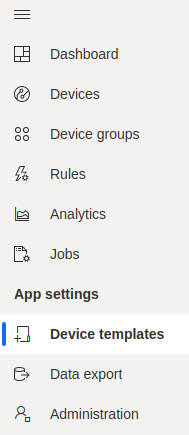 Dashboard
Devices
Device groups
Rules
Analytics
Jobs
App settings
Device templates
Data export
Administration